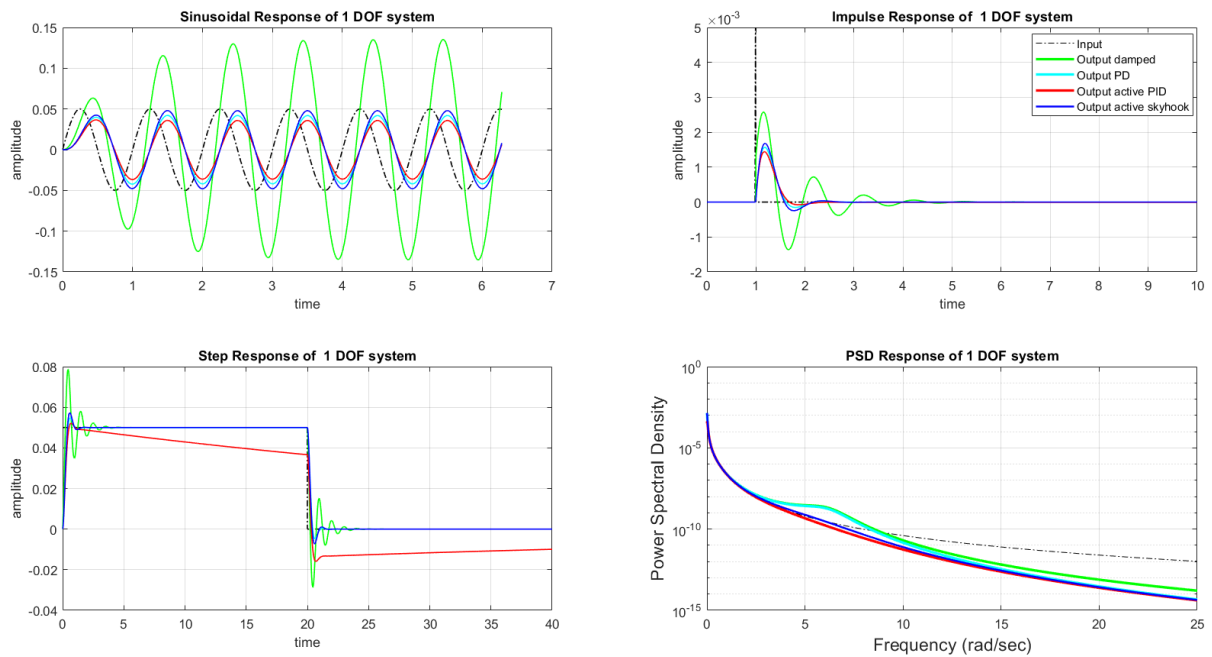 Sinusoidal Response of 1 DOF system
0.15
0.1
0.05
0
-0.05
-0.1
-0.15
amplitude
0 1 2 3 4 5 6 7
time
Impulse Response of 1 DOF system
×10-3
5
4
3
2
1
0
-1
-2
amplitude
0 1 2 3 4 5 6 7 8 9 10
time
Input
Output damped
Output PD
Output active PID
Output active skyhook
Step Response of 1 DOF system
0.08
0.06
0.04
0.02
0
-0.02
-0.04
amplitude
0 5 10 15 20 25 30 35 40
time
PSD Response of 1 DOF system
100
10-5
10-10
10-15
Power Spectral Density
0 5 10 15 20 25
Frequency (rad/sec)